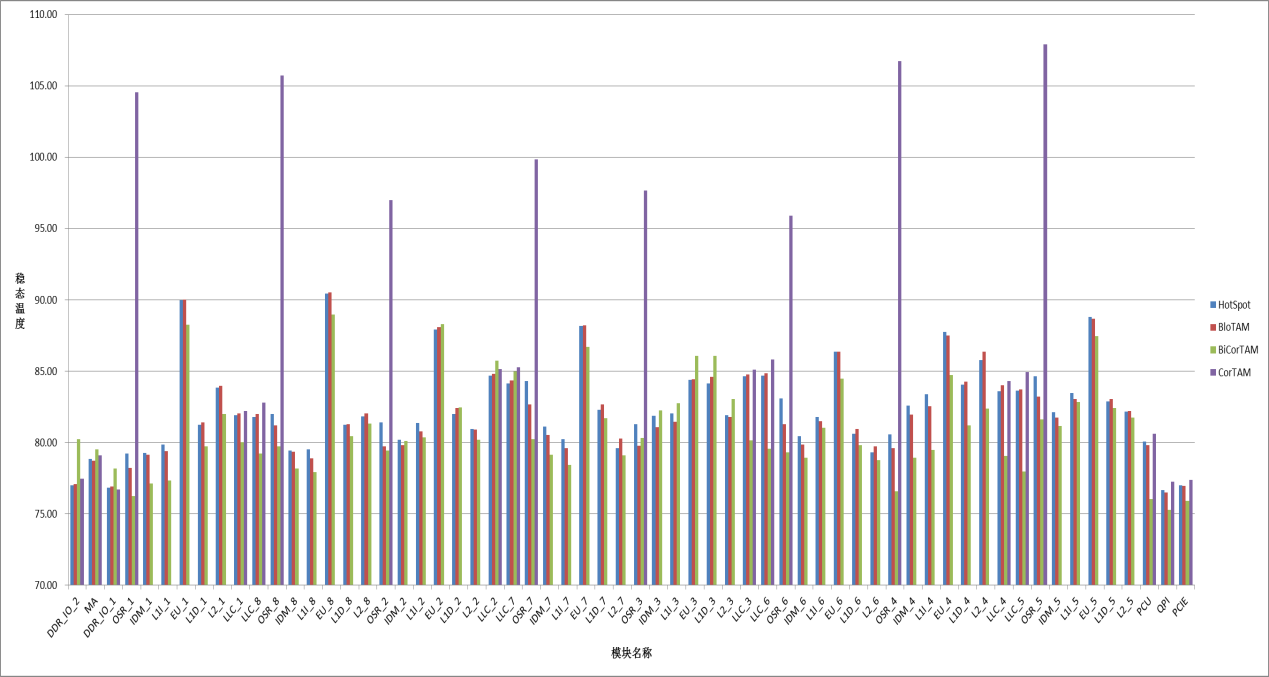 110.00
105.00
100.00
95.00
90.00
85.00
80.00
75.00
70.00
稳态温度
DDR_IO_2
MA
DDR_IO_1
OSR_1
IDM_1
L1I_1
EU_1
L1D_1
L2_1
LLC_1
LLC_8
OSR_8
IDM_8
L1I_8
EU_8
L1D_8
L2_8
OSR_2
IDM_2
L1I_2
EU_2
L1D_2
L2_2
LLC_2
LLC_7
OSR_7
IDM_7
L1I_7
EU_7
L1D_7
L2_7
OSR_3
IDM_3
L1I_3
EU_3
L1D_3
L2_3
LLC_3
LLC_6
OSR_6
IDM_6
L1I_6
EU_6
L1D_6
L2_6
OSR_4
IDM_4
L1I_4
EU_4
L1D_4
L2_4
LLC_4
LLC_5
OSR_5
IDM_5
L1I_5
EU_5
L1D_5
L2_5
PCU
QPI
PCIE
模块名称
HotSpot
BloTAM
BiCorTAM
CorTAM